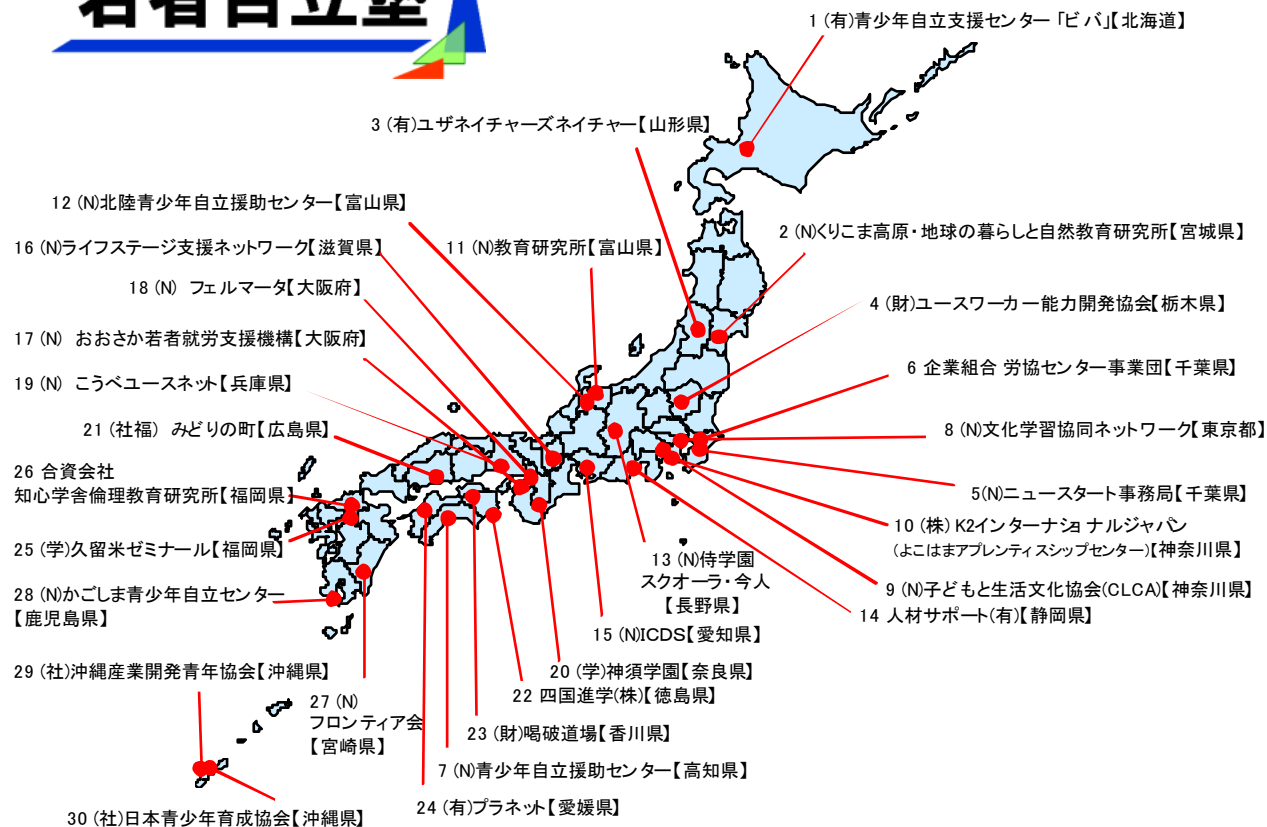 若者自立塾
1 (有)青少年自立支援センター「ビバ」【北海道】
3 (有)ユザネイチャーズネイチャー【山形県】
12 (N)北陸青少年自立援助センター【富山県】
2 (N)くりこま高原・地球の暮らしと自然教育研究所【宮城県】
16 (N)ライフステージ支援ネットワーク【滋賀県】
11 (N)教育研究所【富山県】
18 (N) フェルマータ【大阪府】
4 (財)ユースワーカー能力開発協会【栃木県】
17 (N) おおさか若者就労支援機構【大阪府】
6 企業組合 労協センター事業団【千葉県】
19 (N) こうべユースネット【兵庫県】
21 (社福) みどりの町【広島県】
8 (N)文化学習協同ネットワーク【東京都】
26 合資会社
知心学舎倫理教育研究所【福岡県】
5(N)ニュースタート事務局【千葉県】
10 (株) K2インターナショナルジャパン
(よこはまアプレンティスシップセンター)【神奈川県】
25 (学)久留米ゼミナール【福岡県】
13 (N)侍学園
スクオーラ・今人
【長野県】
9 (N)子どもと生活文化協会(CLCA)【神奈川県】
28 (N)かごしま青少年自立センター
【鹿児島県】
14 人材サポート(有)【静岡県】
15 (N)ICDS【愛知県】
29 (社)沖縄産業開発青年協会【沖縄県】
20 (学)神須学園【奈良県】
22 四国進学(株)【徳島県】
27 (N)
フロンティア会
【宮崎県】
23 (財)喝破道場【香川県】
7 (N)青少年自立援助センター【高知県】
24 (有)プラネット【愛媛県】
30 (社)日本青少年育成協会【沖縄県】